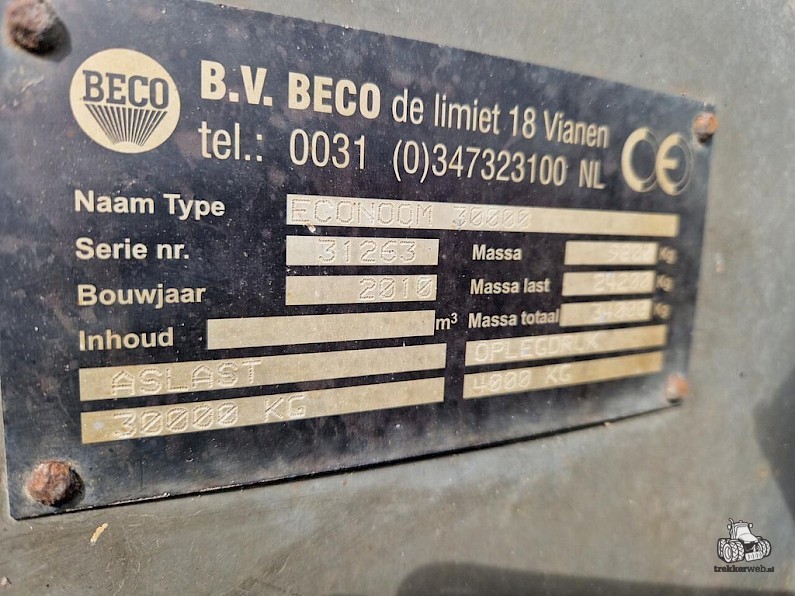 BECO
B.V. BECO de limiet 18 Vianen
tel.: 0031 (0)347323100 NL
CE
Naam Type ECONOOM 30000
Serie nr. 31263
Massa Kg
Bouwjaar 2010
Massa last Kg
Inhoud m³
Massa totaal 34000 Kg
ASLAST
30000 KG
OPLEGDRUK
4000 KG
trekkerweb.nl